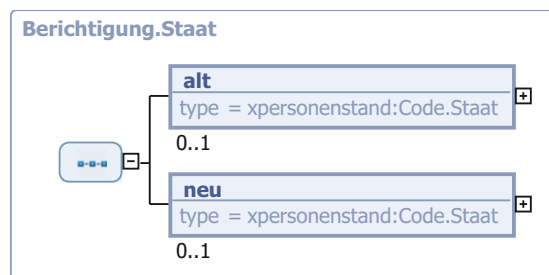 Berichtigung.Staat
alt
type = xpersonenstand:Code.Staat
0..1
neu
type = xpersonenstand:Code.Staat
0..1